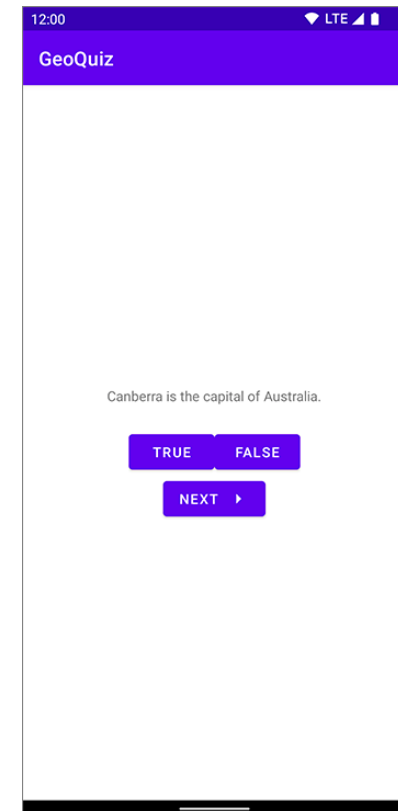 12:00 LTE
GeoQuiz
Canberra is the capital of Australia.
TRUE FALSE
NEXT